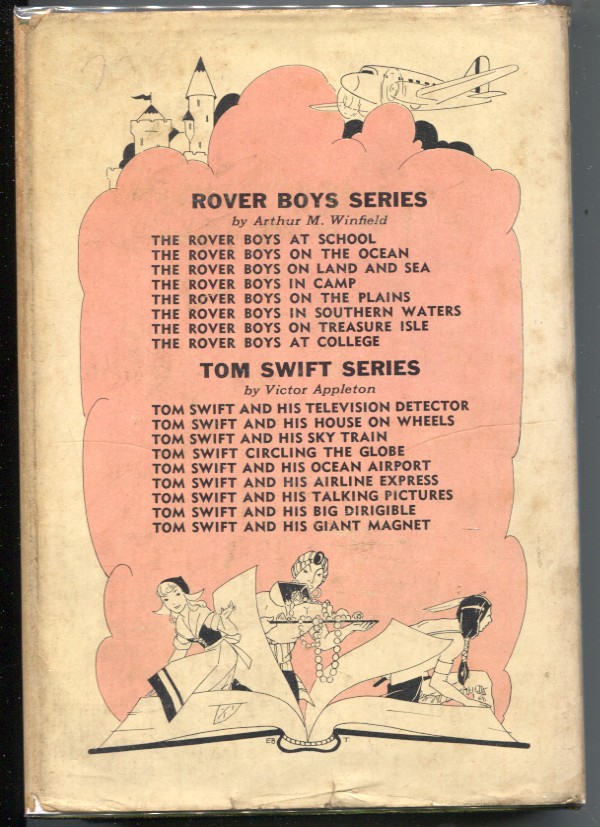 ROVER BOYS SERIES
by Arthur M. Winfield
THE ROVER BOYS AT SCHOOL
THE ROVER BOYS ON THE OCEAN
THE ROVER BOYS ON LAND AND SEA
THE ROVER BOYS IN CAMP
THE ROVER BOYS ON THE PLAINS
THE ROVER BOYS IN SOUTHERN WATERS
THE ROVER BOYS ON TREASURE ISLE
THE ROVER BOYS AT COLLEGE
TOM SWIFT SERIES
by Victor Appleton
TOM SWIFT AND HIS TELEVISION DETECTOR
TOM SWIFT AND HIS HOUSE ON WHEELS
TOM SWIFT AND HIS SKY TRAIN
TOM SWIFT CIRCLING THE GLOBE
TOM SWIFT AND HIS OCEAN AIRPORT
TOM SWIFT AND HIS AIRLINE EXPRESS
TOM SWIFT AND HIS TALKING PICTURES
TOM SWIFT AND HIS BIG DIRIGIBLE
TOM SWIFT AND HIS GIANT MAGNET